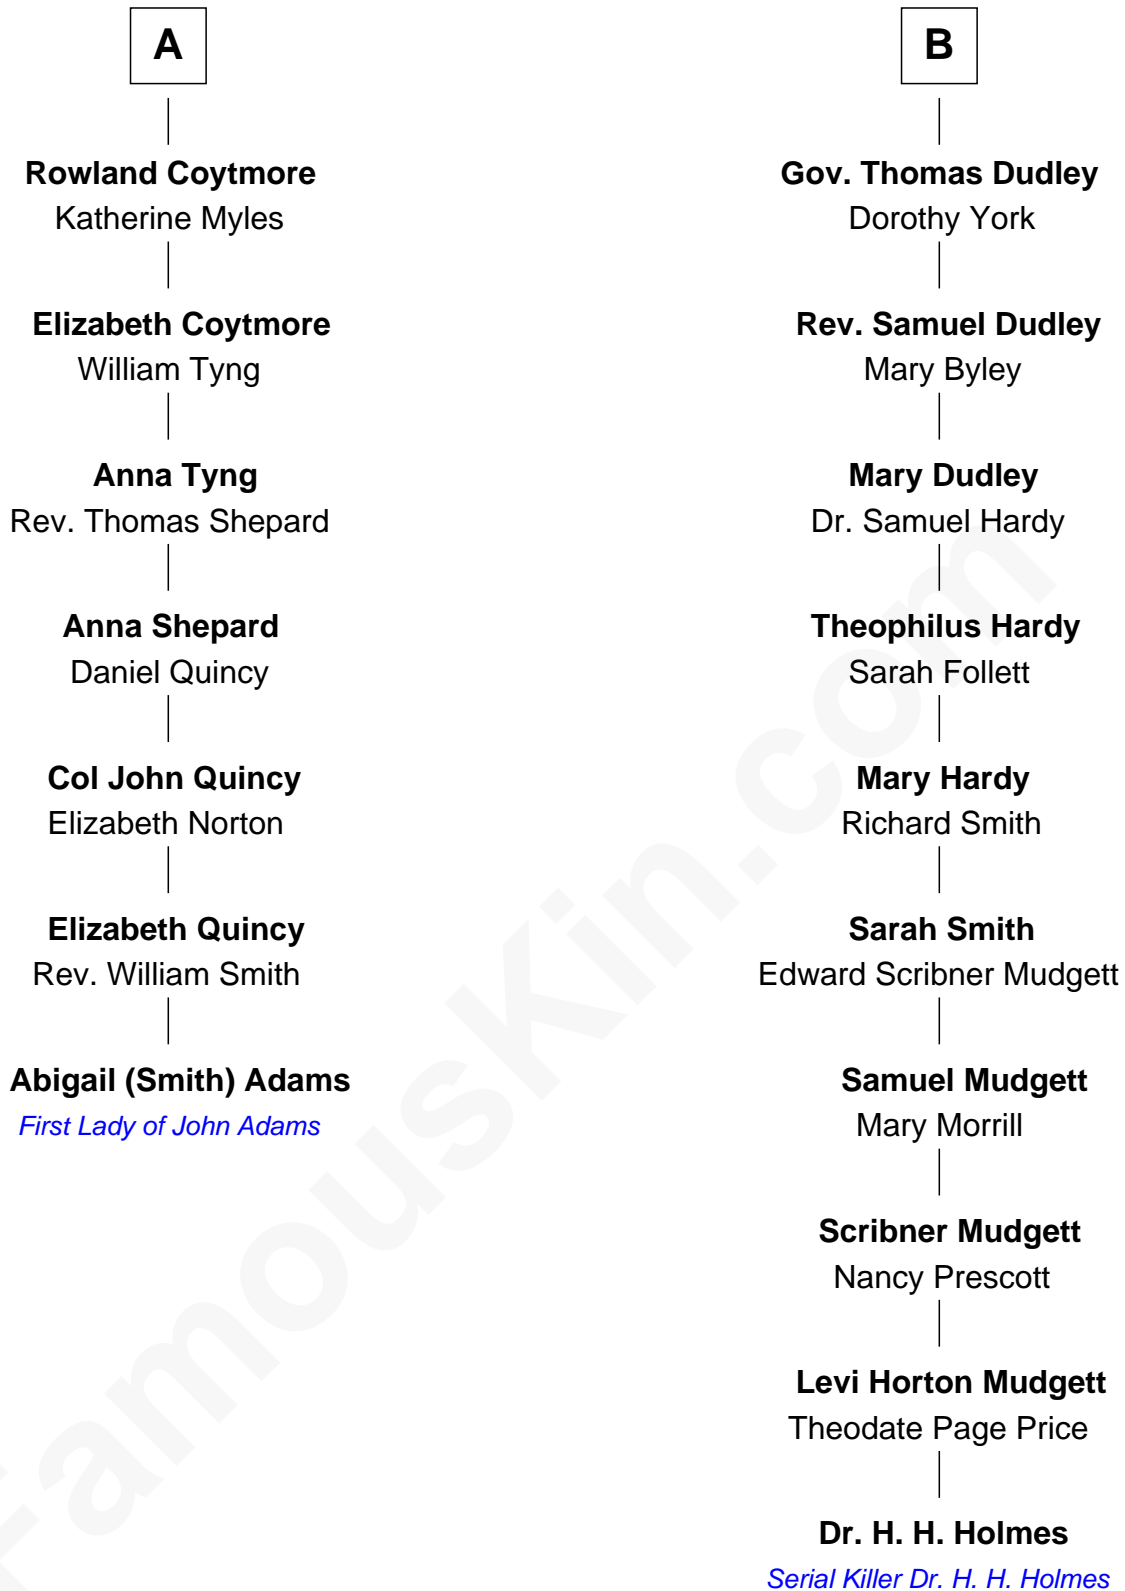 A
Rowland Coytmore
Katherine Myles
Elizabeth Coytmore
William Tyng
Anna Tyng
Rev. Thomas Shepard
Anna Shepard
Daniel Quincy
Col John Quincy
Elizabeth Norton
Elizabeth Quincy
Rev. William Smith
Abigail (Smith) Adams
First Lady of John Adams
B
Gov. Thomas Dudley
Dorothy York
Rev. Samuel Dudley
Mary Byley
Mary Dudley
Dr. Samuel Hardy
Theophilus Hardy
Sarah Follett
Mary Hardy
Richard Smith
Sarah Smith
Edward Scribner Mudgett
Samuel Mudgett
Mary Morrill
Scribner Mudgett
Nancy Prescott
Levi Horton Mudgett
Theodate Page Price
Dr. H. H. Holmes
Serial Killer Dr. H. H. Holmes
FamousKin.com